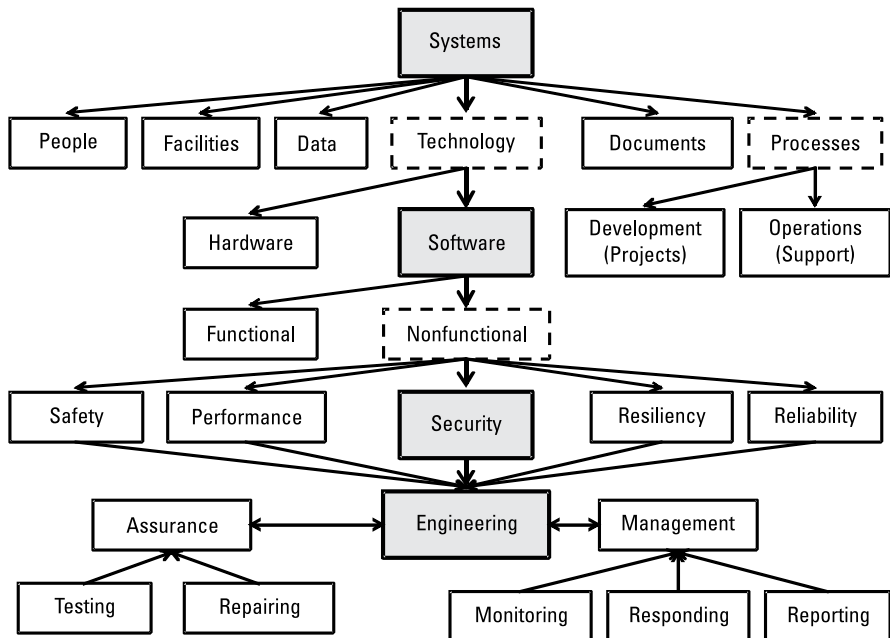 Systems
People
Facilities
Data
Technology
Documents
Processes
Hardware
Software
Development
(Projects)
Operations
(Support)
Functional
Nonfunctional
Safety
Performance
Security
Resiliency
Reliability
Assurance
Engineering
Management
Testing
Repairing
Monitoring
Responding
Reporting